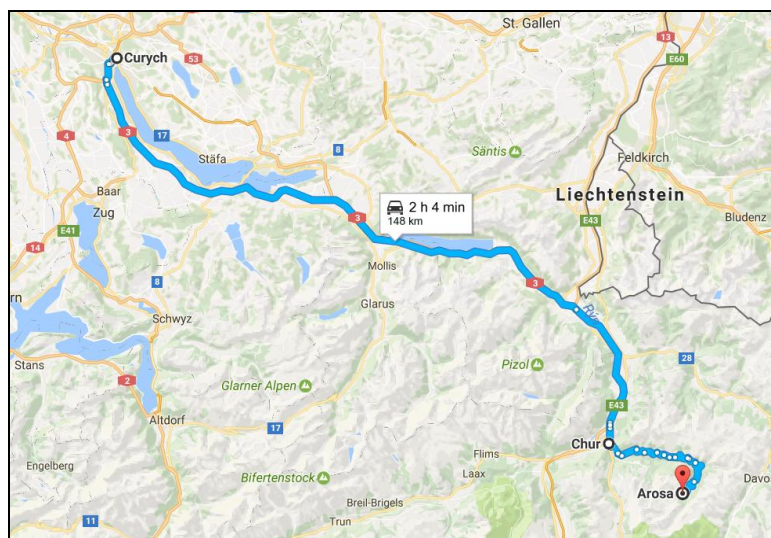 St. Gallen
13
Curych
53
E60
3
4
17
8
Stäfa
Säntis
Feldkirch
Baar
Zug
Liechtenstein
2 h 4 min
148 km
3
E43
Bludenz
E41
14
Mollis
8
3
Schwyz
Glarus
Stans
Pizol
28
2
Glarner Alpen
E43
Altdorf
17
Chur
Flims
Engelberg
Bifertenstock
Laax
Arosa
Davo
Breil-Brigels
11
Trun